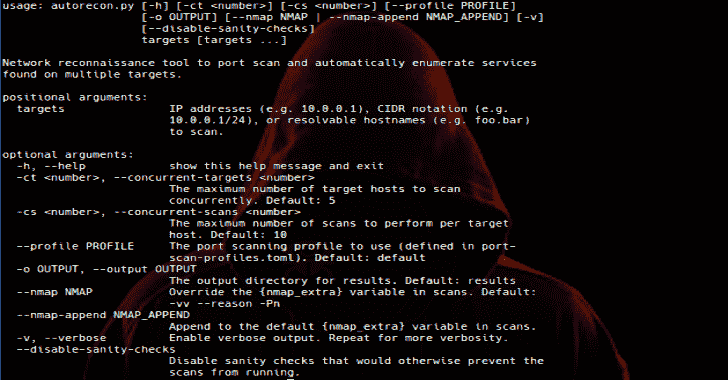 usage: autorecon.py [-h] [-ct <number>] [-cs <number>] [--profile PROFILE]
[-o OUTPUT] [--nmap NMAP | --nmap-append NMAP_APPEND] [-v]
[--disable-sanity-checks]
targets [targets ...]
Network reconnaissance tool to port scan and automatically enumerate services
found on multiple targets.
positional arguments:
targets IP addresses (e.g. 10.0.0.1), CIDR notation (e.g.
10.0.0.1/24), or resolvable hostnames (e.g. foo.bar)
to scan.
optional arguments:
-h, --help show this help message and exit
-ct <number>, --concurrent-targets <number>
The maximum number of target hosts to scan
concurrently. Default: 5
-cs <number>, --concurrent-scans <number>
The maximum number of scans to perform per target
host. Default: 10
--profile PROFILE The port scanning profile to use (defined in port-
scan-profiles.toml). Default: default
-o OUTPUT, --output OUTPUT
The output directory for results. Default: results
--nmap NMAP Override the {nmap_extra} variable in scans. Default:
-vv --reason -Pn
--nmap-append NMAP_APPEND
Append to the default {nmap_extra} variable in scans.
-v, --verbose Enable verbose output. Repeat for more verbosity.
--disable-sanity-checks
Disable sanity checks that would otherwise prevent the
scans from running.